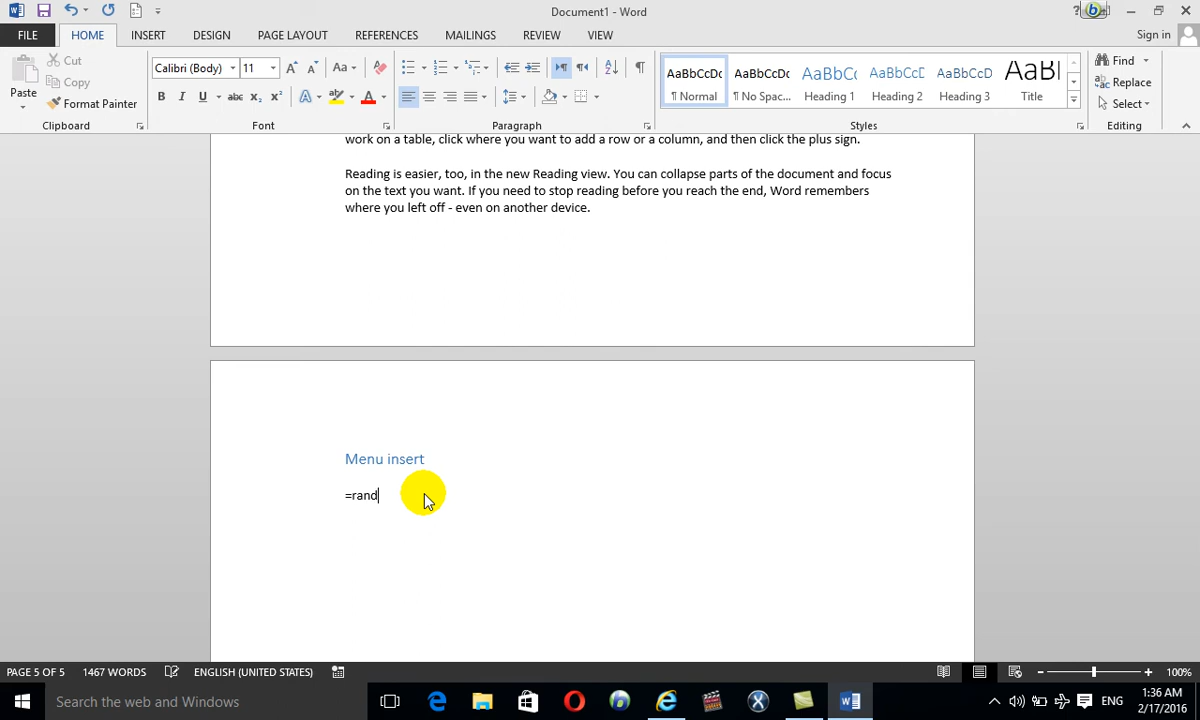 Document1 - Word
?
FILE
HOME
INSERT
DESIGN
PAGE LAYOUT
REFERENCES
MAILINGS
REVIEW
VIEW
Sign in
Paste
Cut
Copy
Format Painter
Clipboard
Calibri (Body)
11
Font
Paragraph
AaBbCcDc
¶ Normal
AaBbCcDc
¶ No Spac...
AaBbC(
Heading 1
AaBbCcE
Heading 2
AaBbCcD
Heading 3
AaBl
Title
Styles
Find
Replace
Select
Editing
work on a table, click where you want to add a row or a column, and then click the plus sign.
Reading is easier, too, in the new Reading view. You can collapse parts of the document and focus
on the text you want. If you need to stop reading before you reach the end, Word remembers
where you left off - even on another device.
Menu insert
=rand
PAGE 5 OF 5
1467 WORDS
ENGLISH (UNITED STATES)
100%
Search the web and Windows
ENG
1:36 AM
2/17/2016